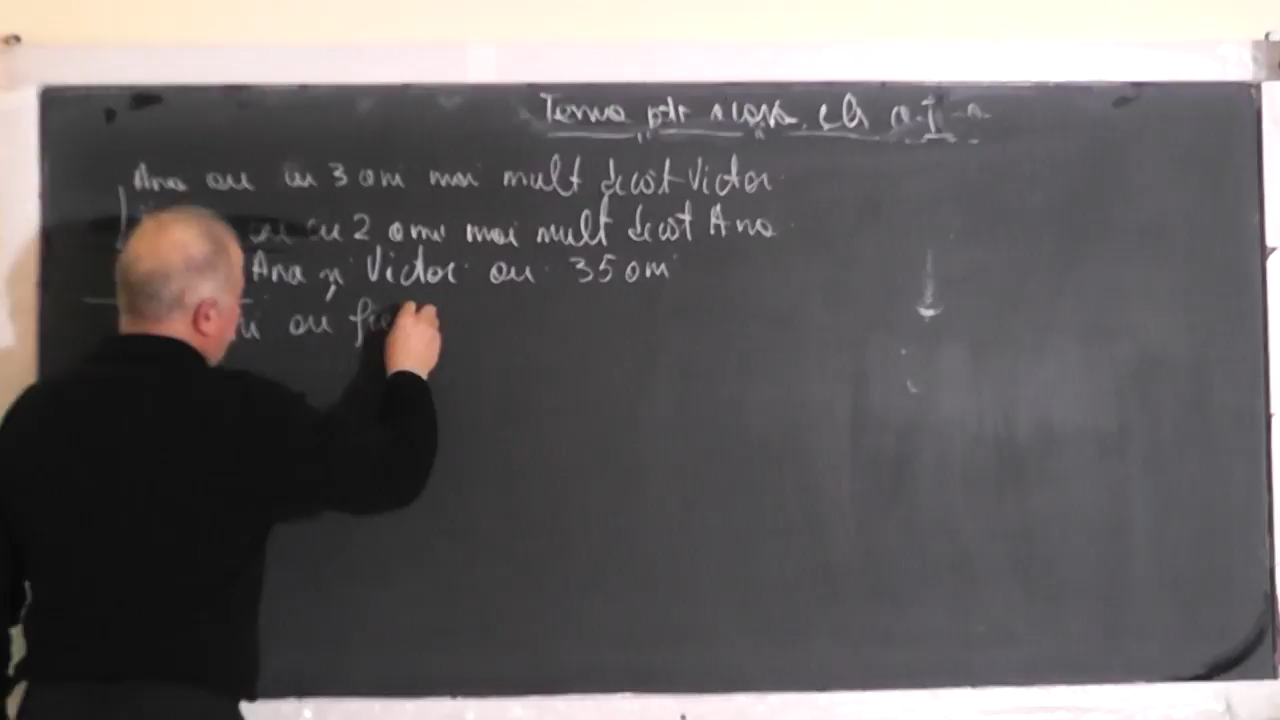 Tema ptr acasă cls a-I-a
Ana are cu 3 ani mai mult decât Victor
cu 2 ani mai mult decât Ana
Ana și Victor au 35 ani
ani au